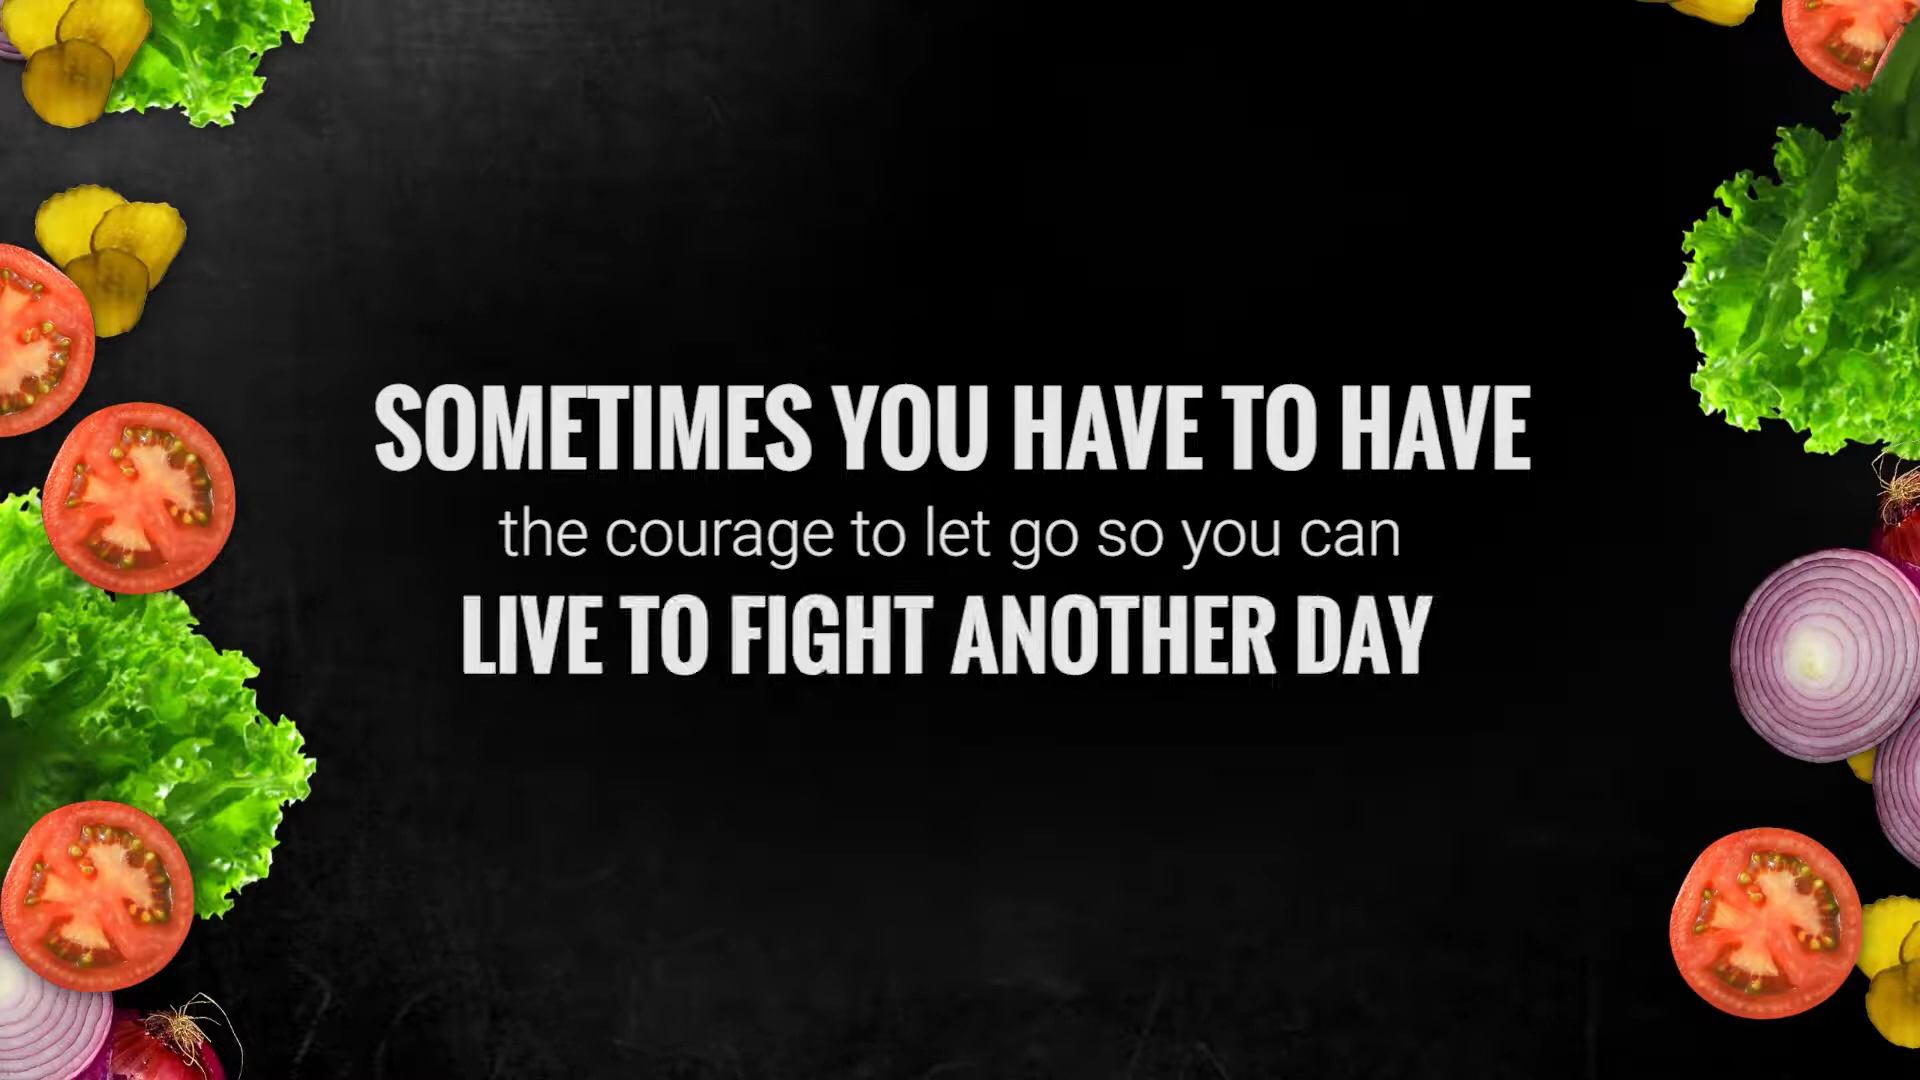 SOMETIMES YOU HAVE TO HAVE
the courage to let go so you can
LIVE TO FIGHT ANOTHER DAY